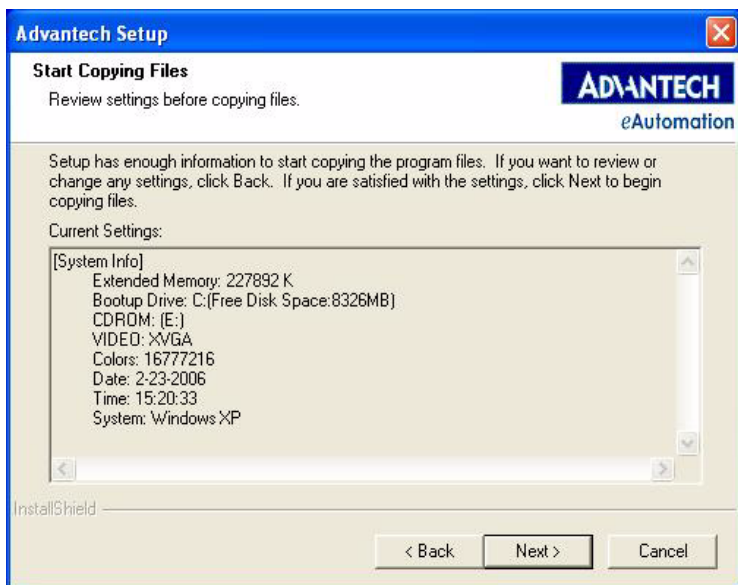 Advantech Setup
Start Copying Files
Review settings before copying files.
ADVANTECH
eAutomation
Setup has enough information to start copying the program files. If you want to review or
change any settings, click Back. If you are satisfied with the settings, click Next to begin
copying files.
Current Settings:
[System Info]
Extended Memory: 227892 K
Bootup Drive: C:(Free Disk Space:8326MB)
CDROM: (E:)
VIDEO: XVGA
Colors: 16777216
Date: 2-23-2006
Time: 15:20:33
System: Windows XP
InstallShield
< Back
Next >
Cancel